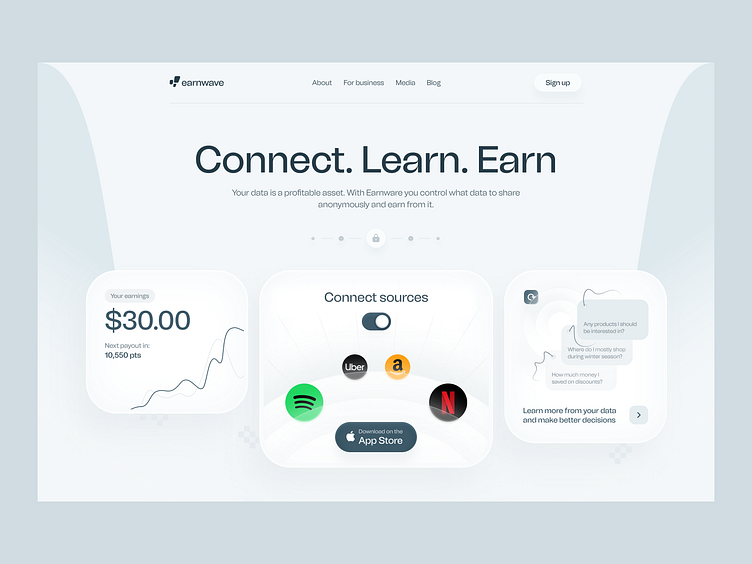 earnwave
About For business Media Blog
Sign up
Connect. Learn. Earn
Your data is a profitable asset. With Earnware you control what data to share
anonymously and earn from it.
Your earnings
$30.00
Next payout in:
10,550 pts
Connect sources
Uber
a
N
Download on the
App Store
Any products I should
be interested in?
Where do I mostly shop
during winter season?
How much money I
saved on discounts?
Learn more from your data
and make better decisions